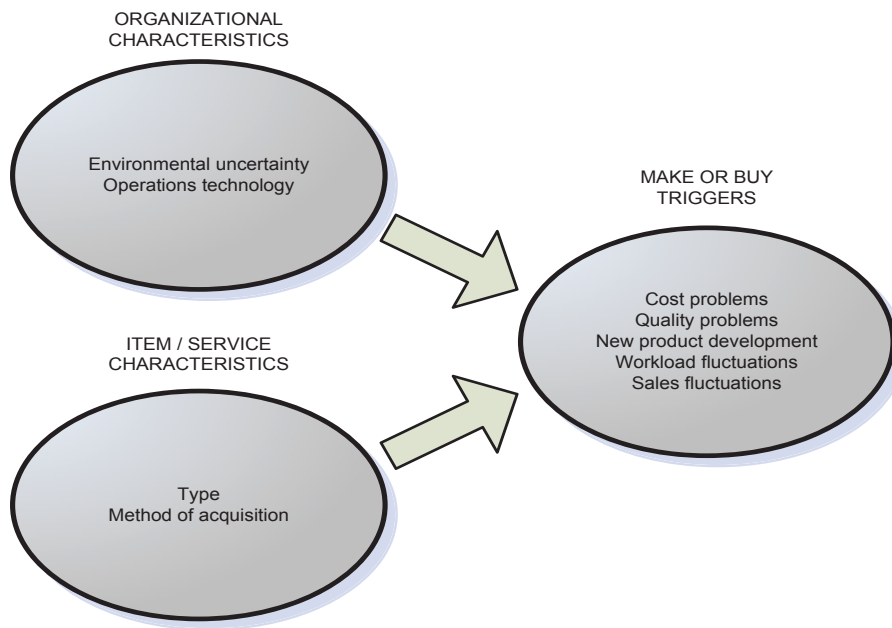 ORGANIZATIONAL
CHARACTERISTICS
Environmental uncertainty
Operations technology
ITEM / SERVICE
CHARACTERISTICS
Type
Method of acquisition
MAKE OR BUY
TRIGGERS
Cost problems
Quality problems
New product development
Workload fluctuations
Sales fluctuations